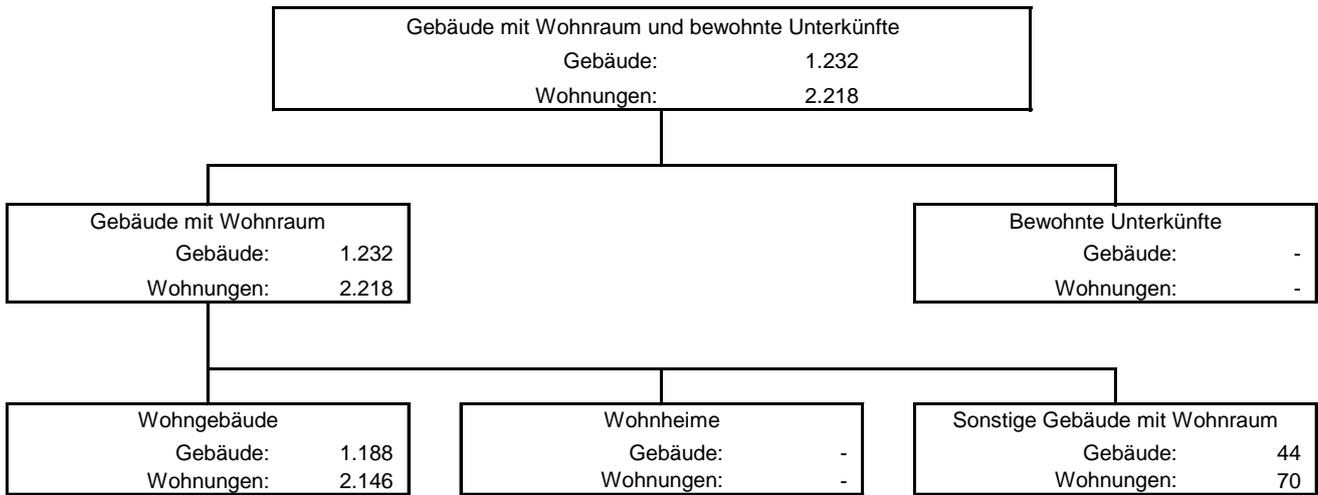 Gebäude mit Wohnraum und bewohnte Unterkünfte
Gebäude: 1.232
Wohnungen: 2.218
Gebäude mit Wohnraum
Gebäude: 1.232
Wohnungen: 2.218
Bewohnte Unterkünfte
Gebäude: -
Wohnungen: -
Wohngebäude
Gebäude: 1.188
Wohnungen: 2.146
Wohnheime
Gebäude: -
Wohnungen: -
Sonstige Gebäude mit Wohnraum
Gebäude: 44
Wohnungen: 70